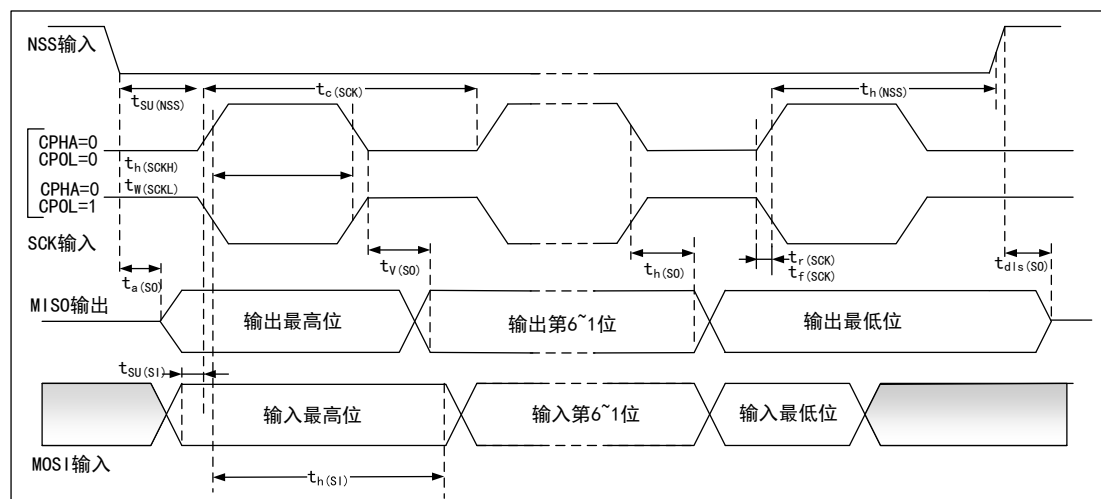 NSS输入
tSU(NSS)
tc(SCK)
th(NSS)
CPHA=0
CPOL=0
th(SCKH)
CPHA=0
CPOL=1
tW(SCKL)
SCK输入
ta(SO)
tV(SO)
th(SO)
tr(SCK)
tf(SCK)
tdls(SO)
MISO输出
输出最高位
输出第6~1位
输出最低位
tSU(SI)
输入最高位
输入第6~1位
输入最低位
MOSI输入
th(SI)